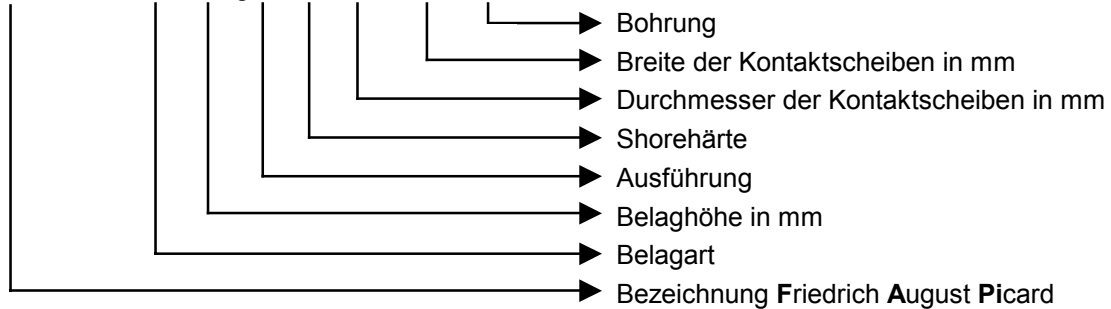 Bohrung
Breite der Kontaktscheiben in mm
Durchmesser der Kontaktscheiben in mm
Shorehärte
Ausführung
Belaghöhe in mm
Belagart
Bezeichnung Friedrich August Picard